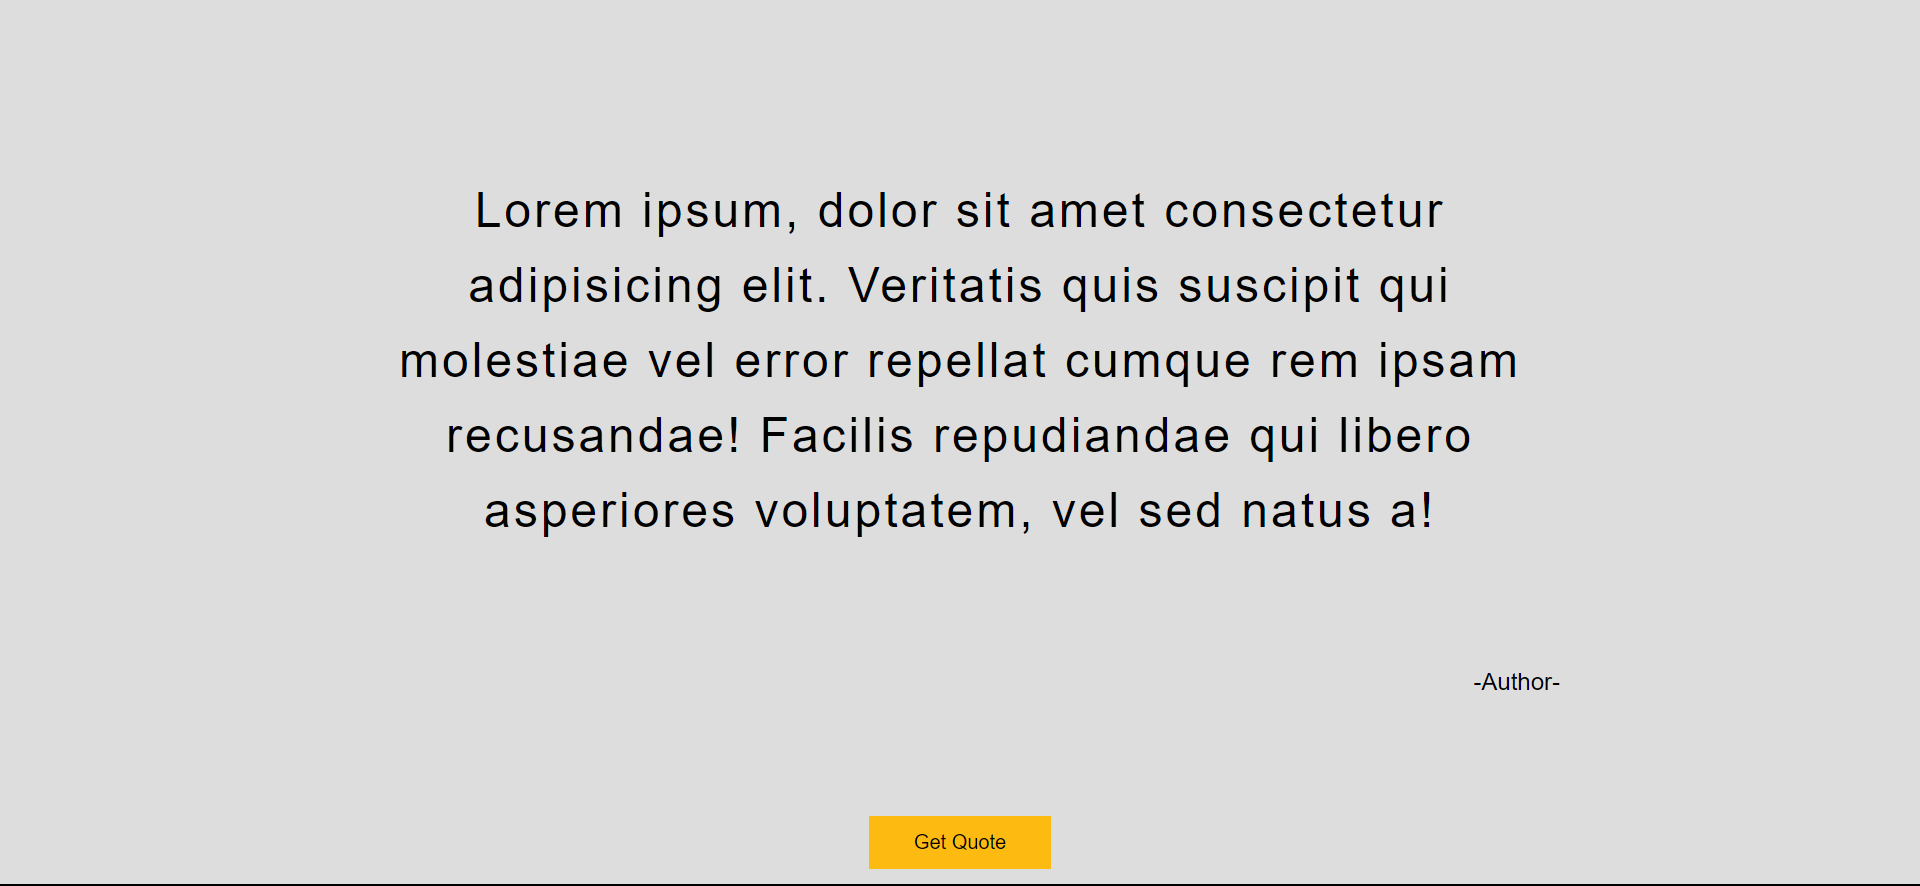 Lorem ipsum, dolor sit amet consectetur
adipisicing elit. Veritatis quis suscipit qui
molestiae vel error repellat cumque rem ipsam
recusandae! Facilis repudiandae qui libero
asperiores voluptatem, vel sed natus a!
-Author-
Get Quote